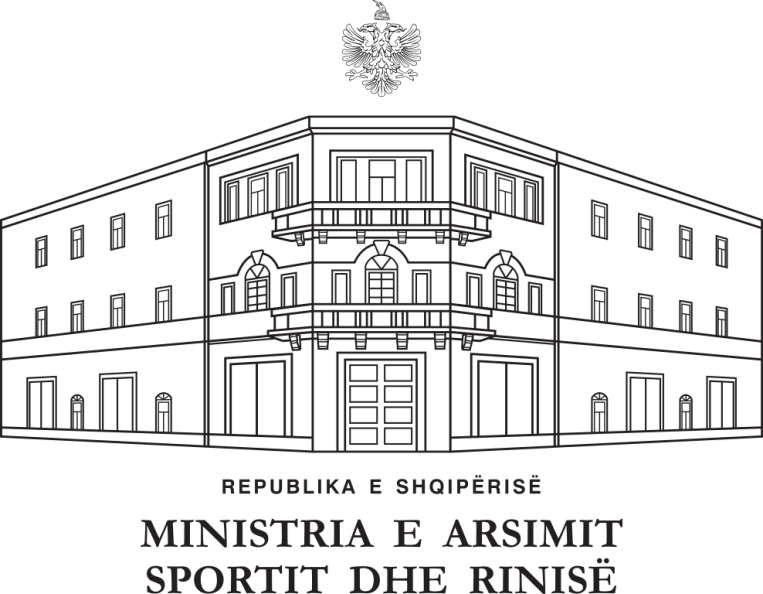 REPUBLIKA E SHQIPËRISË
MINISTRIA E ARSIMIT
SPORTIT DHE RINISË